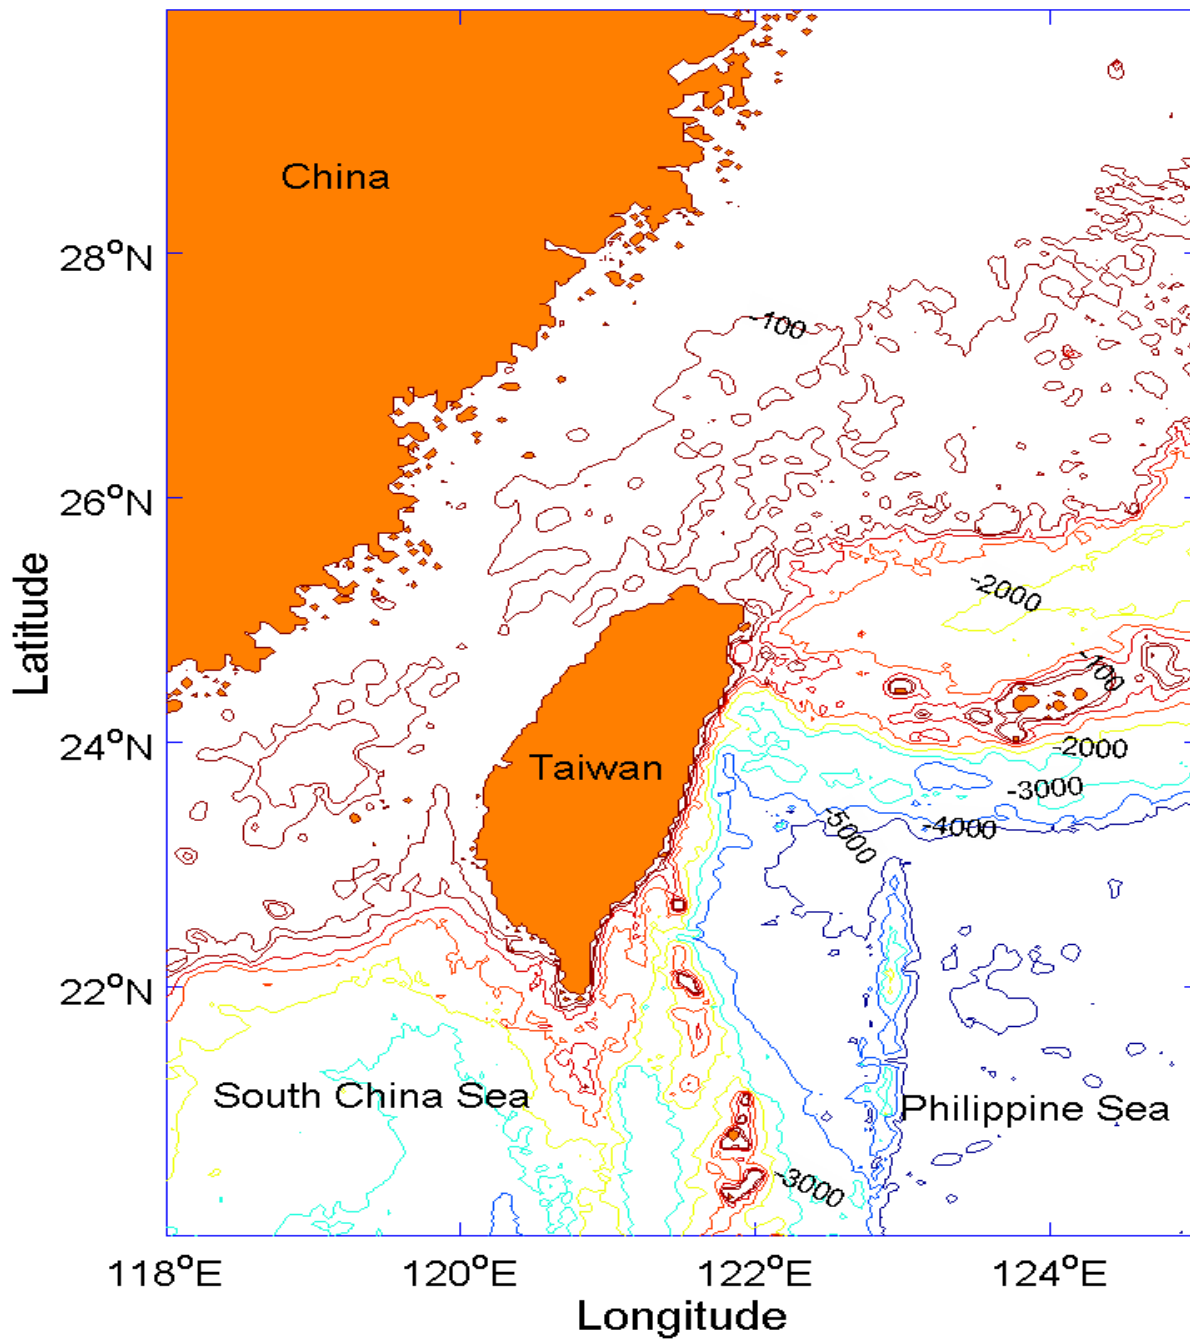 China
28°N
-100
26°N
-2000
Latitude
-100
24°N
-2000
Taiwan
-3000
-5000
-4000
22°N
South China Sea
Philippine Sea
-3000
118°E
120°E
122°E
124°E
Longitude